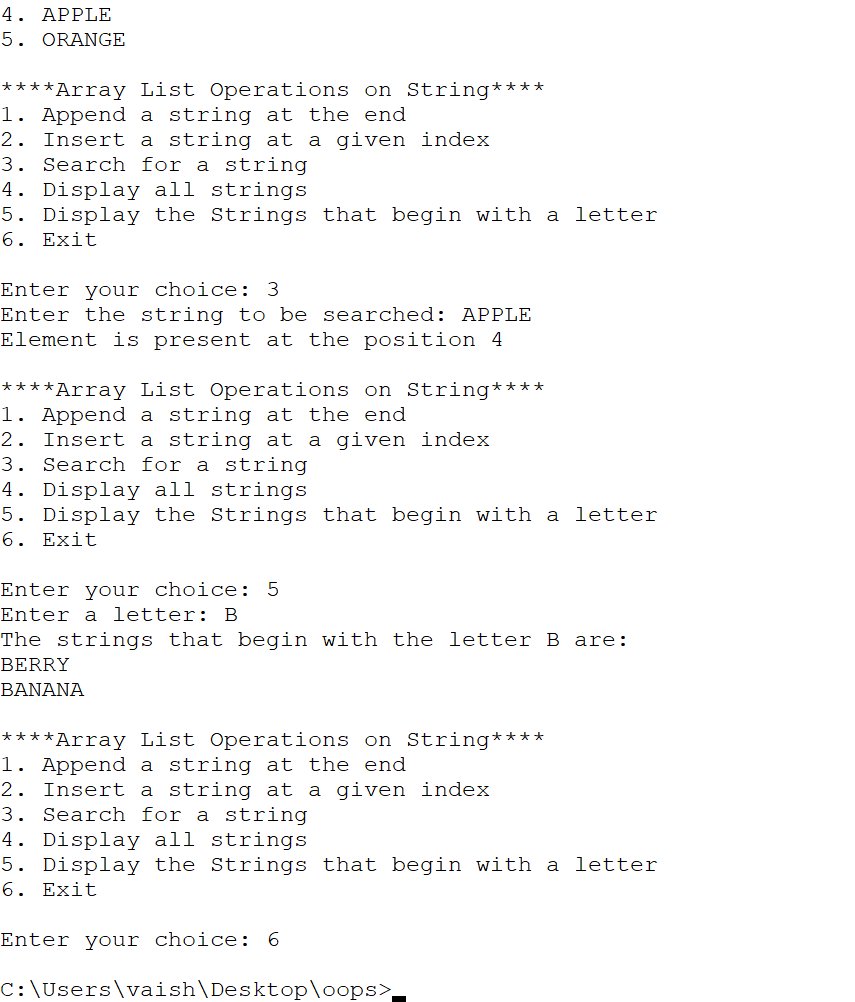 4. APPLE
5. ORANGE
****Array List Operations on String****
1. Append a string at the end
2. Insert a string at a given index
3. Search for a string
4. Display all strings
5. Display the Strings that begin with a letter
6. Exit
Enter your choice: 3
Enter the string to be searched: APPLE
Element is present at the position 4
****Array List Operations on String****
1. Append a string at the end
2. Insert a string at a given index
3. Search for a string
4. Display all strings
5. Display the Strings that begin with a letter
6. Exit
Enter your choice: 5
Enter a letter: B
The strings that begin with the letter B are:
BERRY
BANANA
****Array List Operations on String****
1. Append a string at the end
2. Insert a string at a given index
3. Search for a string
4. Display all strings
5. Display the Strings that begin with a letter
6. Exit
Enter your choice: 6
C:\Users\vaish\Desktop\oops>